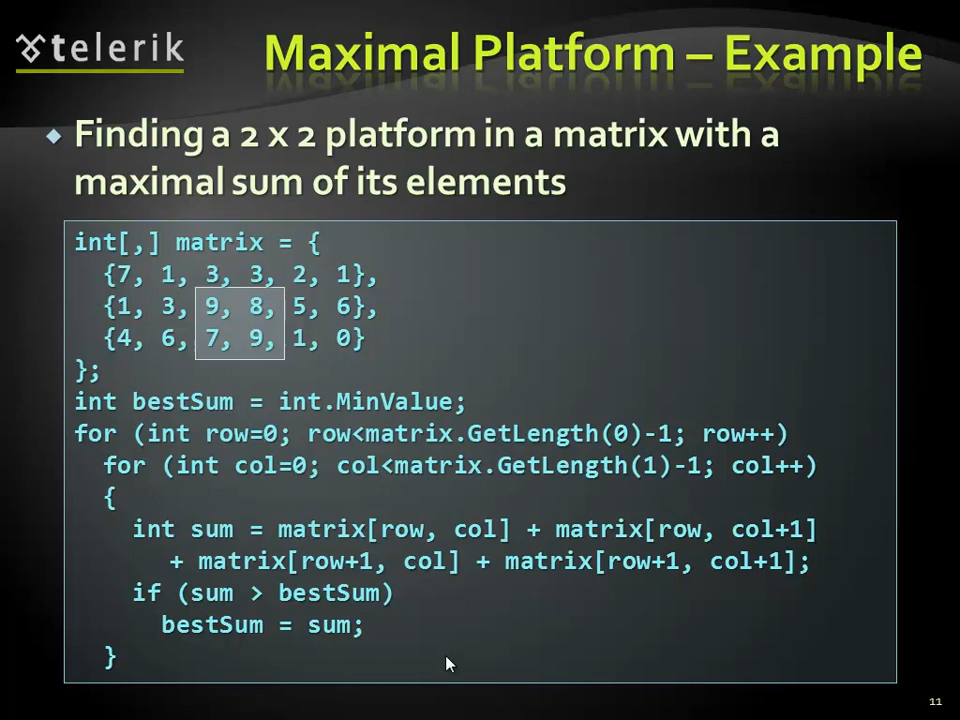 telerik
Maximal Platform – Example
Finding a 2 x 2 platform in a matrix with a
maximal sum of its elements
int[,] matrix = {
{7, 1, 3, 3, 2, 1},
{1, 3, 9, 8, 5, 6},
{4, 6, 7, 9, 1, 0}
};
int bestSum = int.MinValue;
for (int row=0; row<matrix.GetLength(0)-1; row++)
for (int col=0; col<matrix.GetLength(1)-1; col++)
{
int sum = matrix[row, col] + matrix[row, col+1]
+ matrix[row+1, col] + matrix[row+1, col+1];
if (sum > bestSum)
bestSum = sum;
}
11